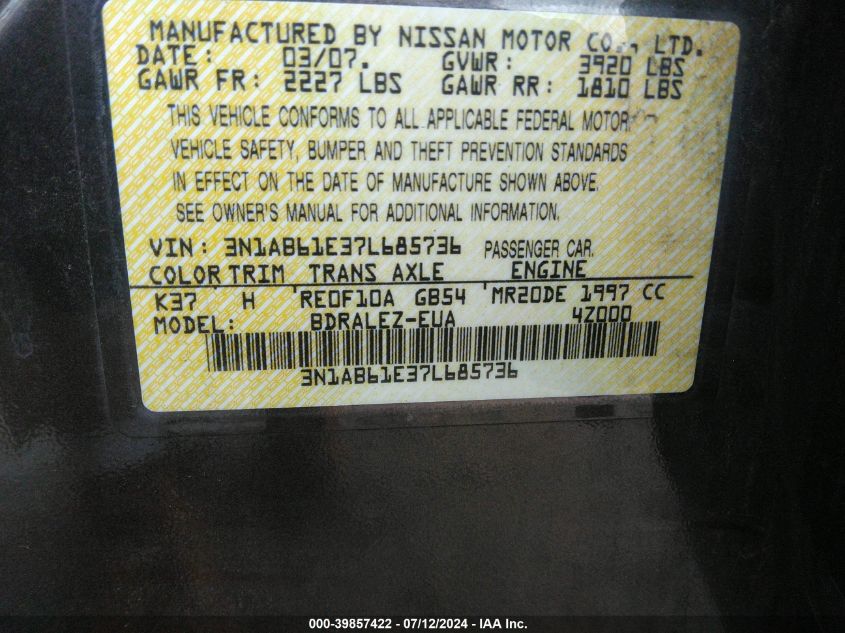 MANUFACTURED BY NISSAN MOTOR CO., LTD.
DATE: 03/07. GVWR: 3920 LBS
GAWR FR: 2227 LBS GAWR RR: 1810 LBS
THIS VEHICLE CONFORMS TO ALL APPLICABLE FEDERAL MOTOR
VEHICLE SAFETY, BUMPER AND THEFT PREVENTION STANDARDS
IN EFFECT ON THE DATE OF MANUFACTURE SHOWN ABOVE.
SEE OWNER'S MANUAL FOR ADDITIONAL INFORMATION.
VIN: 3N1AB61E37L685736 PASSENGER CAR.
COLOR TRIM TRANS AXLE ENGINE
K37 H RE0F10A GB54 MR20DE 1997 CC
MODEL: BDRALEZ-EUA 4Z000
3N1AB61E37L685736
000-39857422 - 07/12/2024 - IAA Inc.